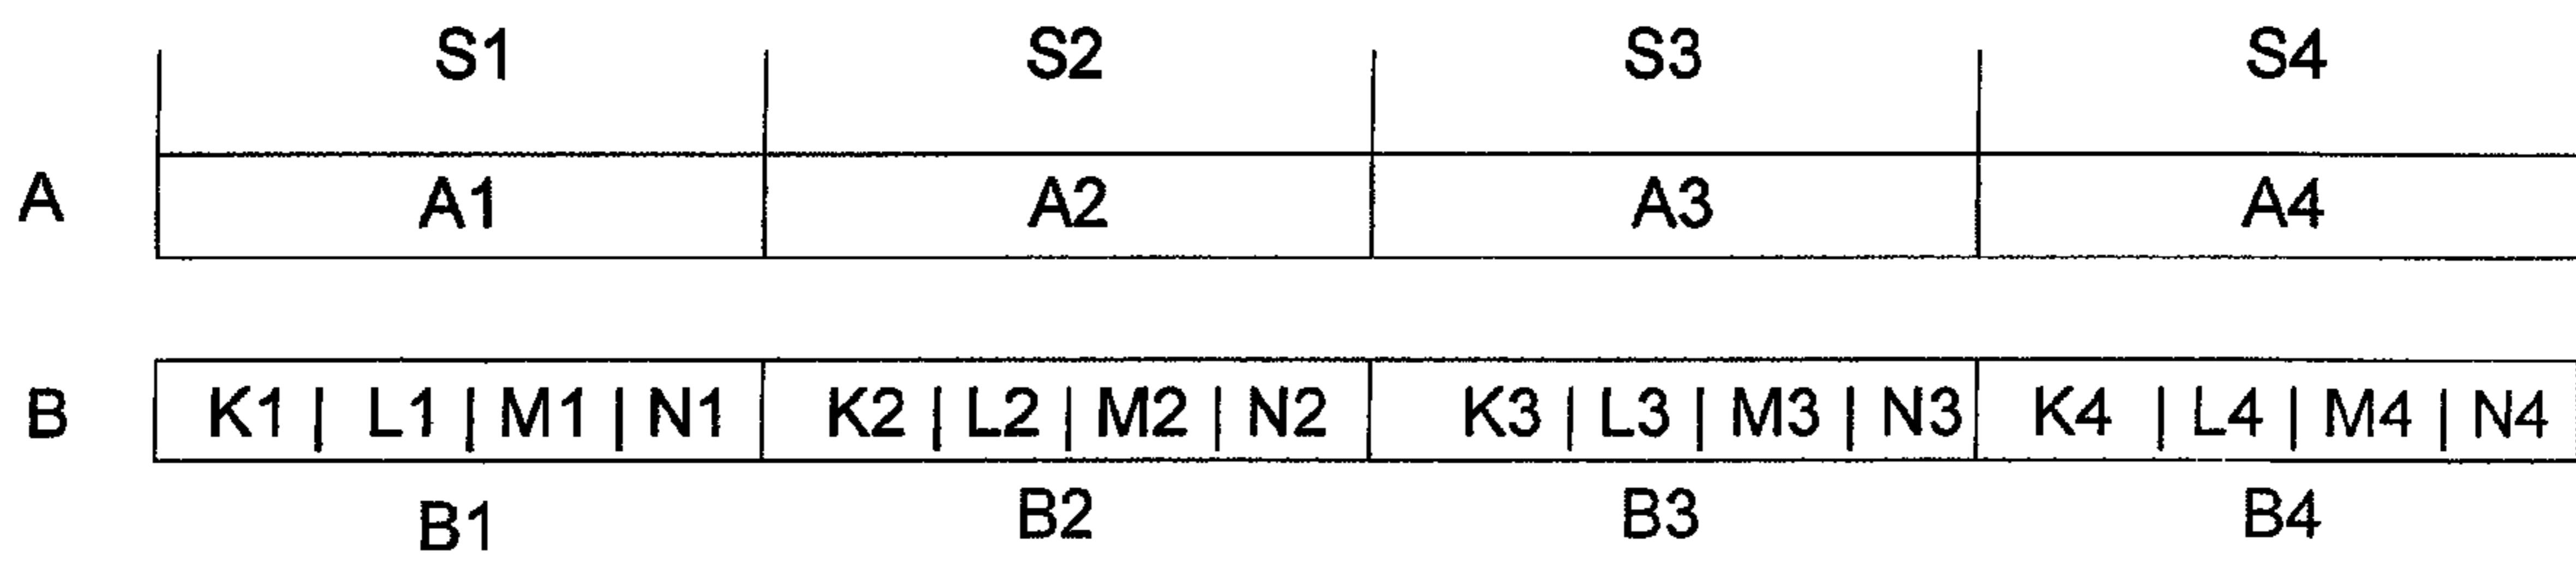 S1 S2 S3 S4
A A1 A2 A3 A4
B K1 | L1 | M1 | N1 K2 | L2 | M2 | N2 K3 | L3 | M3 | N3 K4 | L4 | M4 | N4
B1 B2 B3 B4